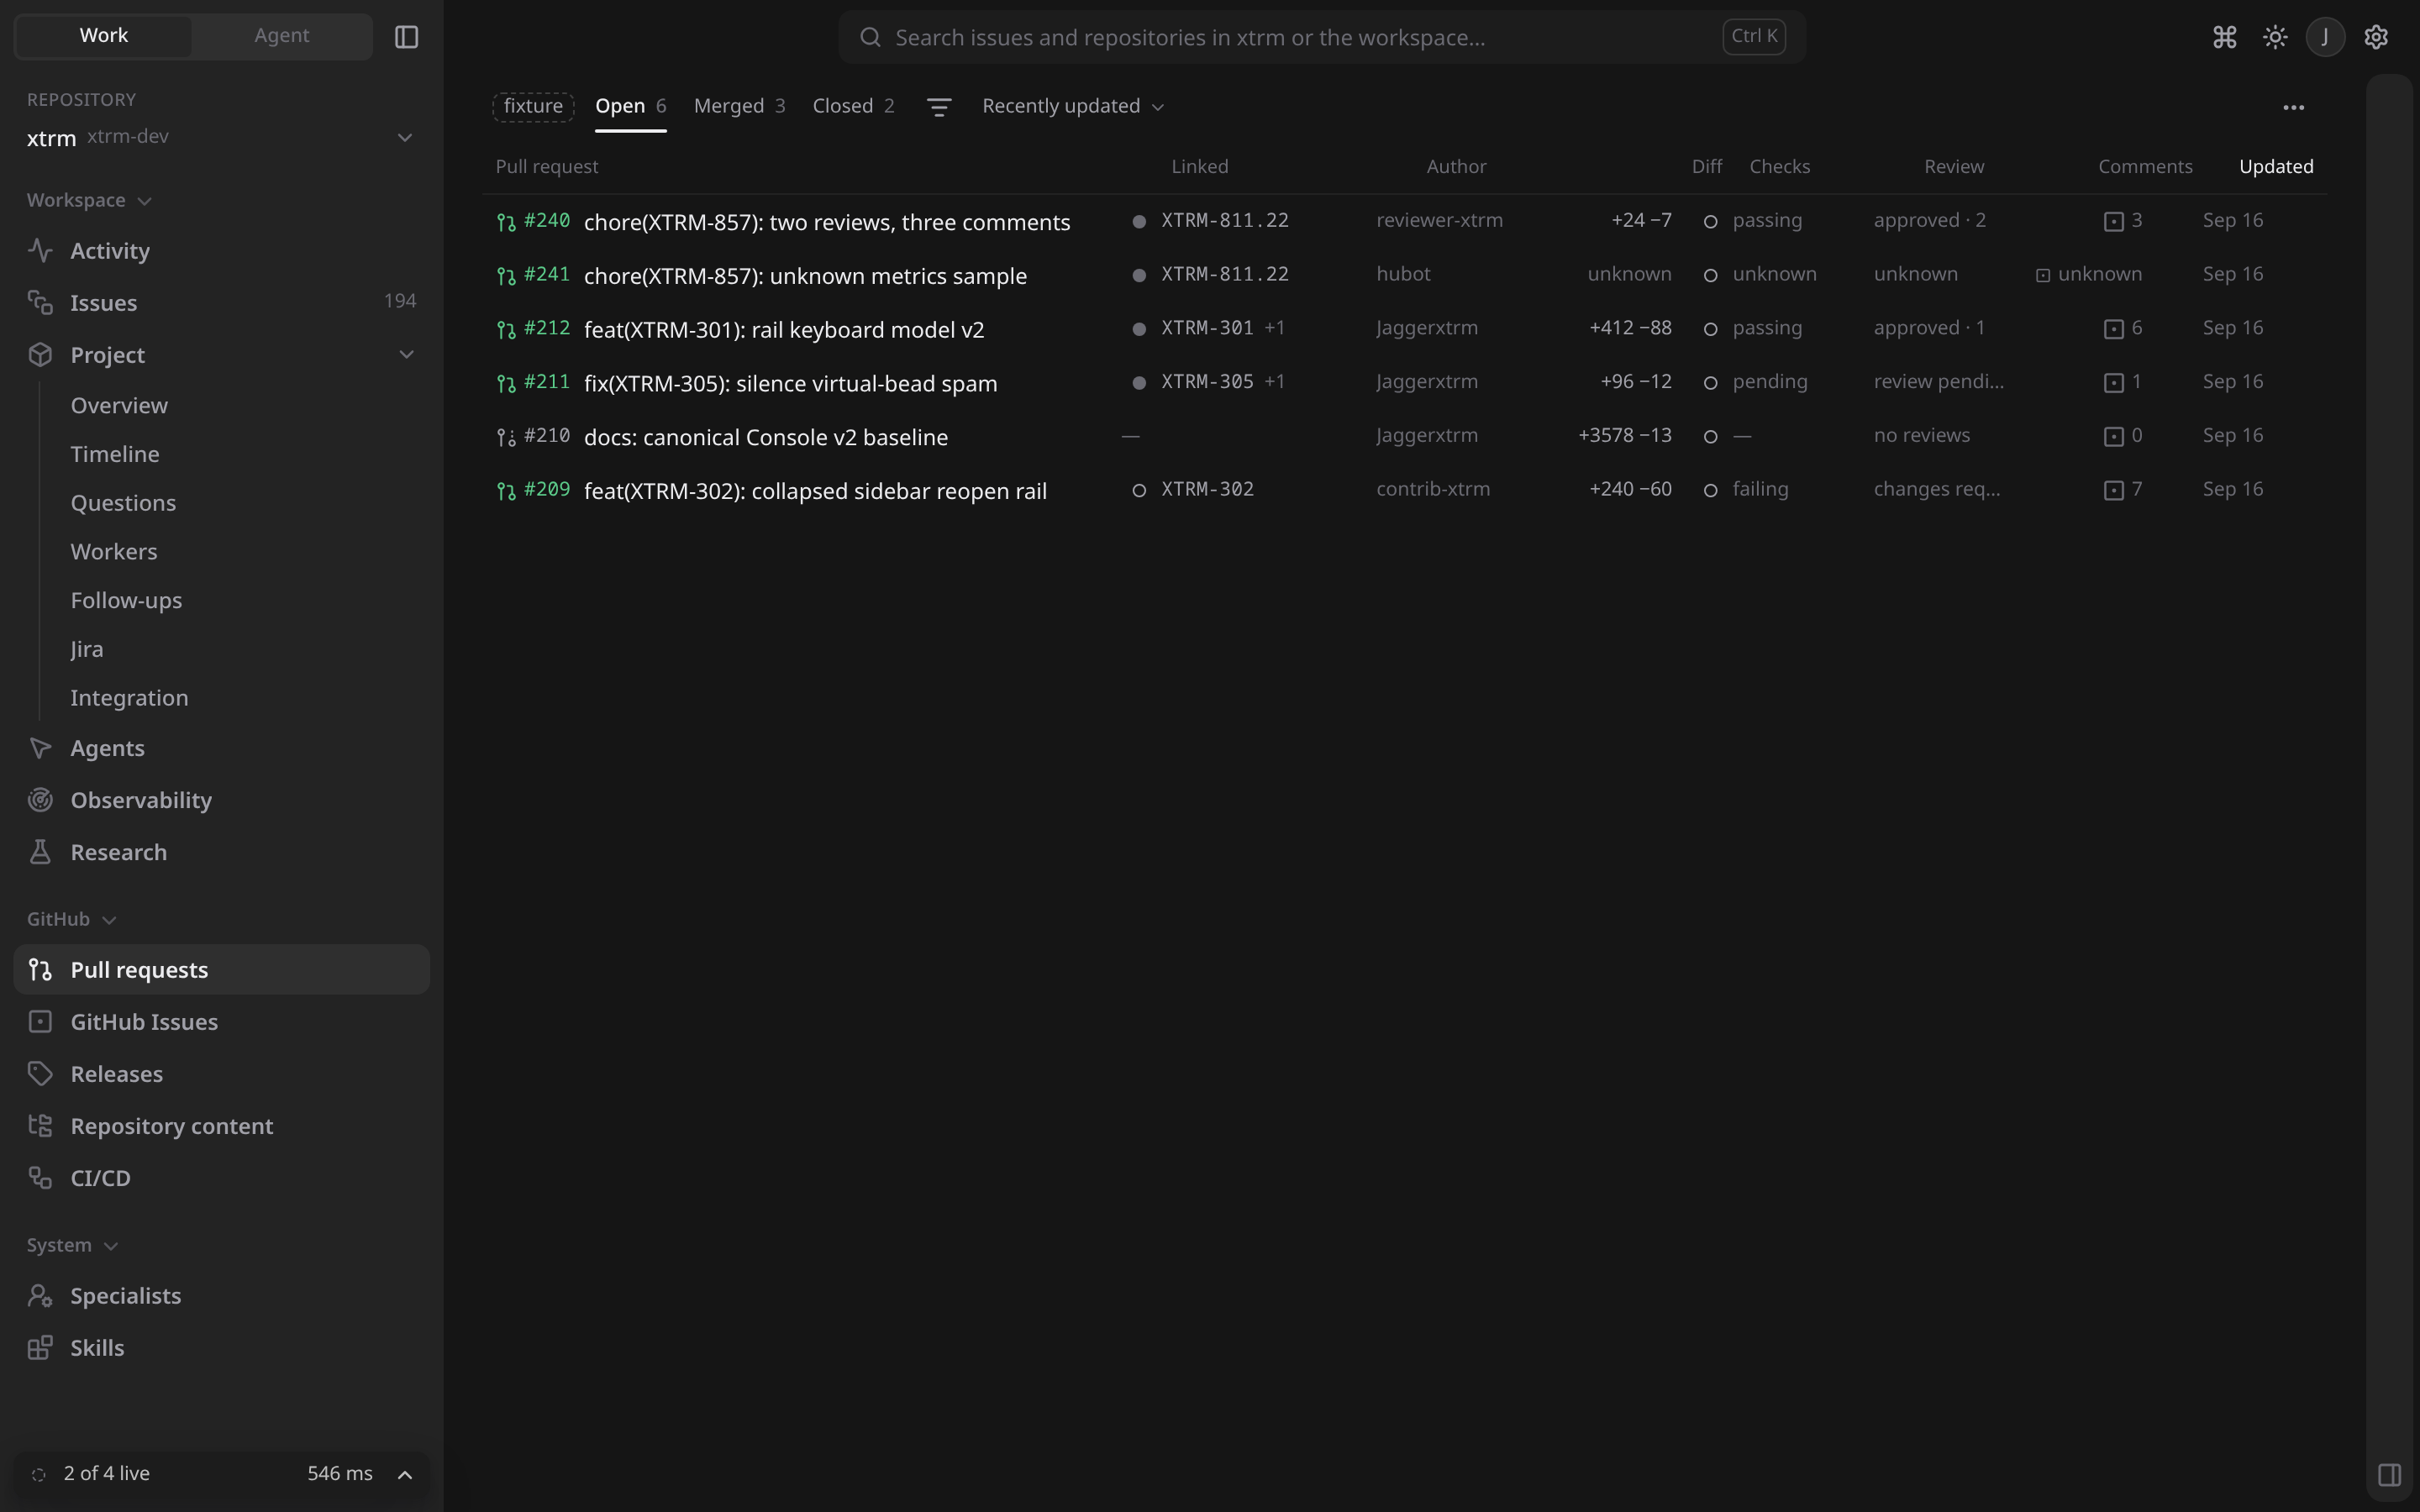 Work Agent
Search issues and repositories in xtrm or the workspace... Ctrl K J
REPOSITORY
xtrm xtrm-dev
Workspace
Activity
Issues 194
Project
Overview
Timeline
Questions
Workers
Follow-ups
Jira
Integration
Agents
Observability
Research
GitHub
Pull requests
GitHub Issues
Releases
Repository content
CI/CD
System
Specialists
Skills
2 of 4 live 546 ms
fixture Open 6 Merged 3 Closed 2 Recently updated
Pull request Linked Author Diff Checks Review Comments Updated
#240 chore(XTRM-857): two reviews, three comments XTRM-811.22 reviewer-xtrm +24 −7 passing approved · 2 3 Sep 16
#241 chore(XTRM-857): unknown metrics sample XTRM-811.22 hubot unknown unknown unknown unknown Sep 16
#212 feat(XTRM-301): rail keyboard model v2 XTRM-301 +1 Jaggerxtrm +412 −88 passing approved · 1 6 Sep 16
#211 fix(XTRM-305): silence virtual-bead spam XTRM-305 +1 Jaggerxtrm +96 −12 pending review pendi... 1 Sep 16
#210 docs: canonical Console v2 baseline — Jaggerxtrm +3578 −13 — no reviews 0 Sep 16
#209 feat(XTRM-302): collapsed sidebar reopen rail XTRM-302 contrib-xtrm +240 −60 failing changes req... 7 Sep 16